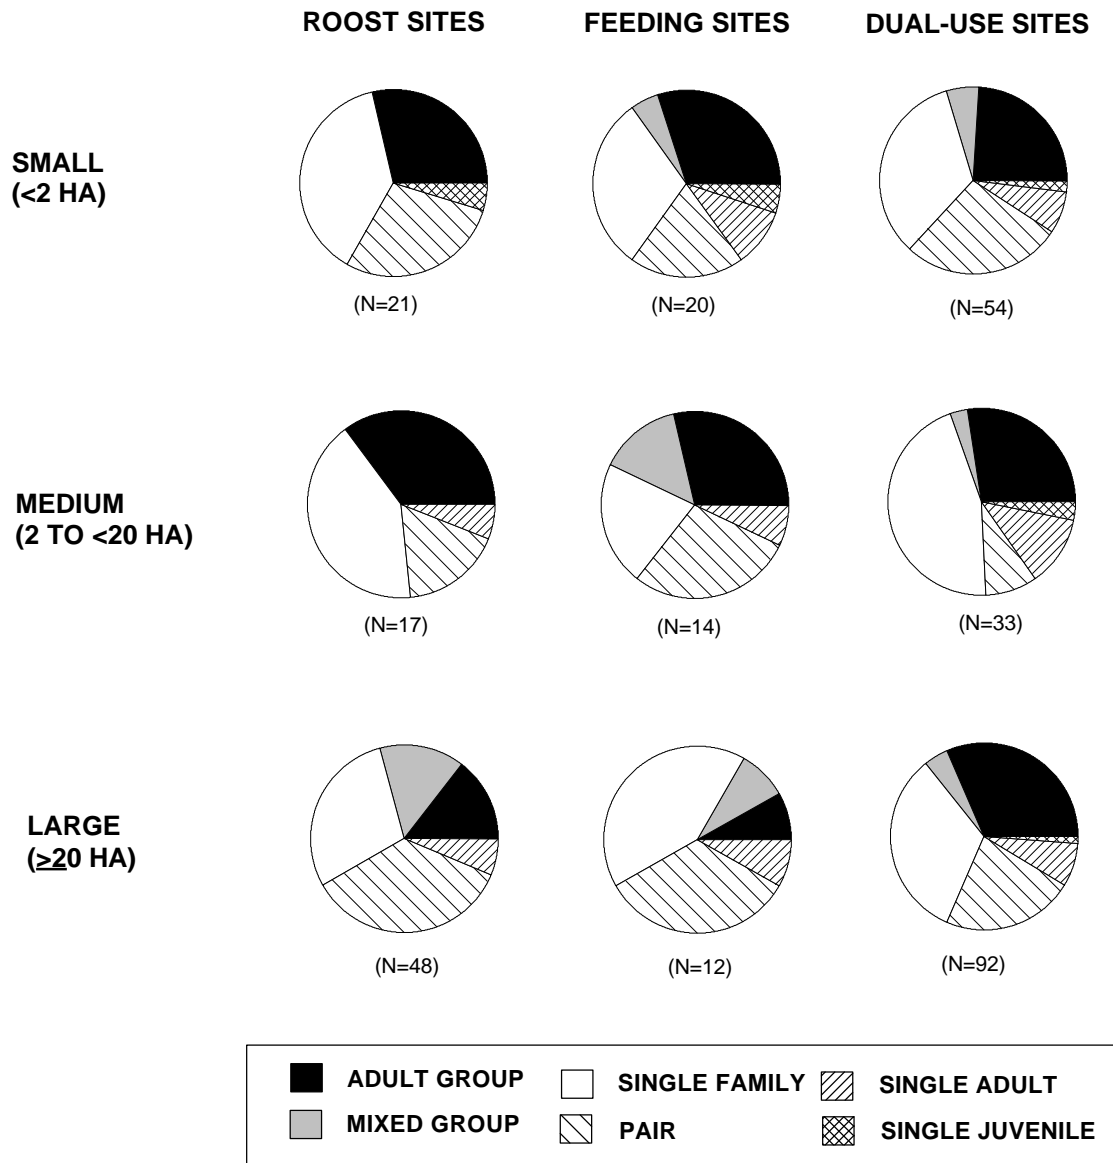 ROOST SITES FEEDING SITES DUAL-USE SITES
SMALL
(<2 HA)
(N=21) (N=20) (N=54)
MEDIUM
(2 TO <20 HA)
(N=17) (N=14) (N=33)
LARGE
(≥20 HA)
(N=48) (N=12) (N=92)
ADULT GROUP SINGLE FAMILY SINGLE ADULT
MIXED GROUP PAIR SINGLE JUVENILE